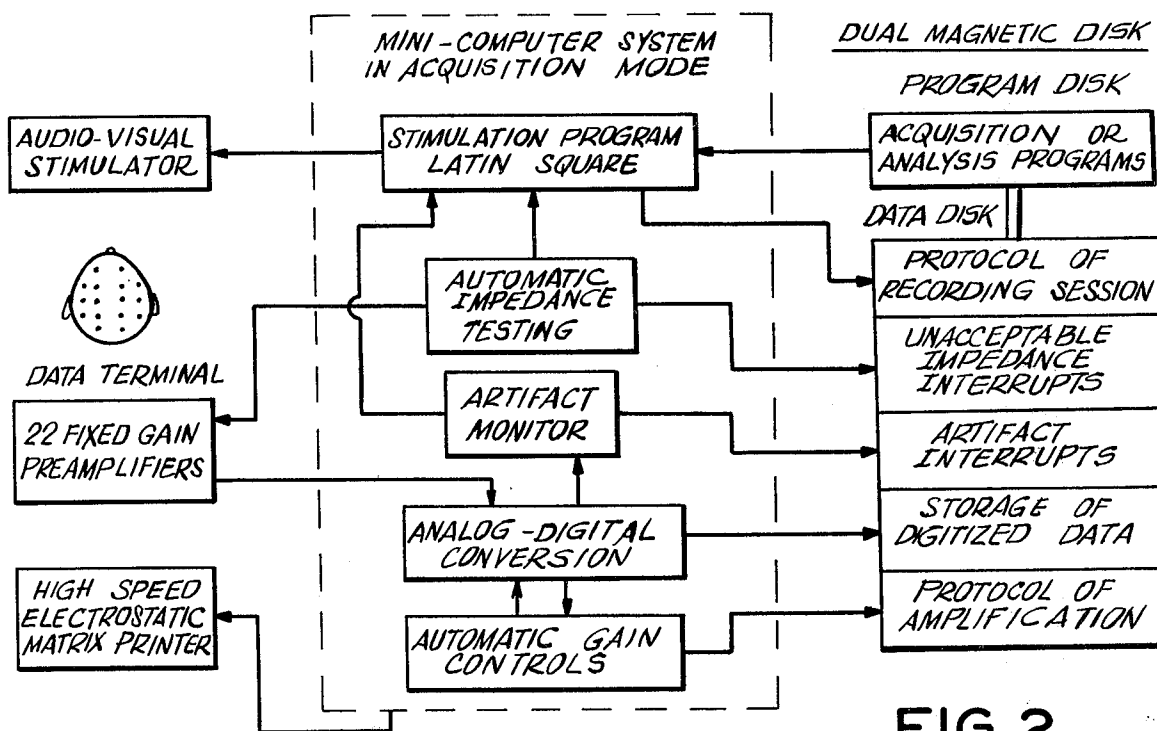 MINI-COMPUTER SYSTEM
IN ACQUISITION MODE
DUAL MAGNETIC DISK
PROGRAM DISK
AUDIO-VISUAL
STIMULATOR
STIMULATION PROGRAM
LATIN SQUARE
ACQUISITION OR
ANALYSIS PROGRAMS
DATA DISK
AUTOMATIC
IMPEDANCE
TESTING
PROTOCOL OF
RECORDING SESSION
UNACCEPTABLE
IMPEDANCE
INTERRUPTS
DATA TERMINAL
22 FIXED GAIN
PREAMPLIFIERS
ARTIFACT
MONITOR
ARTIFACT
INTERRUPTS
ANALOG-DIGITAL
CONVERSION
STORAGE OF
DIGITIZED DATA
HIGH SPEED
ELECTROSTATIC
MATRIX PRINTER
AUTOMATIC GAIN
CONTROLS
PROTOCOL OF
AMPLIFICATION
FIG.2